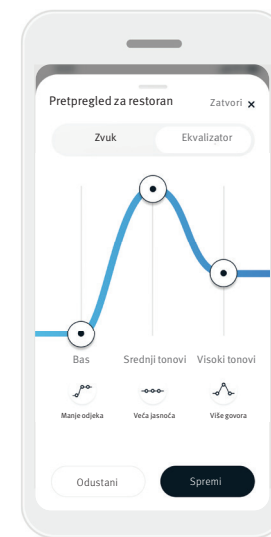 Pretpregled za restoran Zatvori ×
Zvuk Ekvalizator
Bas Srednji tonovi Visoki tonovi
Manje odjeka Veća jasnoća Više govora
Odustani Spremi